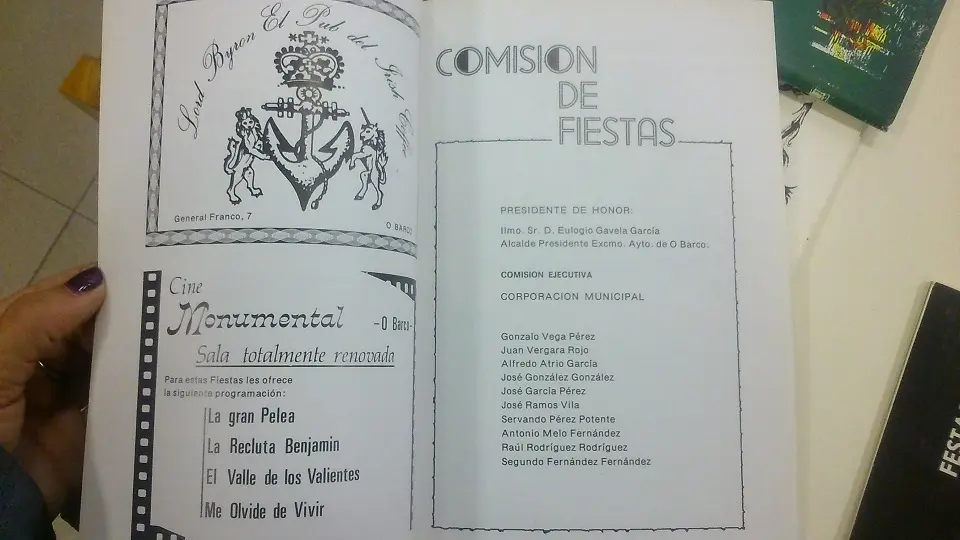 Lord Byron El Pub del Irish Coffe
General Franco, 7
O BARCO
Cine
Monumental
-O Barco-
Sala totalmente renovada
Para estas Fiestas les ofrece
la siguiente programación:
La gran Pelea
La Recluta Benjamin
El Valle de los Valientes
Me Olvide de Vivir
COMISION
DE
FIESTAS
PRESIDENTE DE HONOR:
Ilmo. Sr. D. Eulogio Gavela García
Alcalde Presidente Excmo. Ayto. de O Barco.
COMISION EJECUTIVA
CORPORACION MUNICIPAL
Gonzalo Vega Pérez
Juan Vergara Rojo
Alfredo Atrio García
José González González
José García Pérez
José Ramos Vila
Servando Pérez Potente
Antonio Melo Fernández
Raúl Rodríguez Rodríguez
Segundo Fernández Fernández